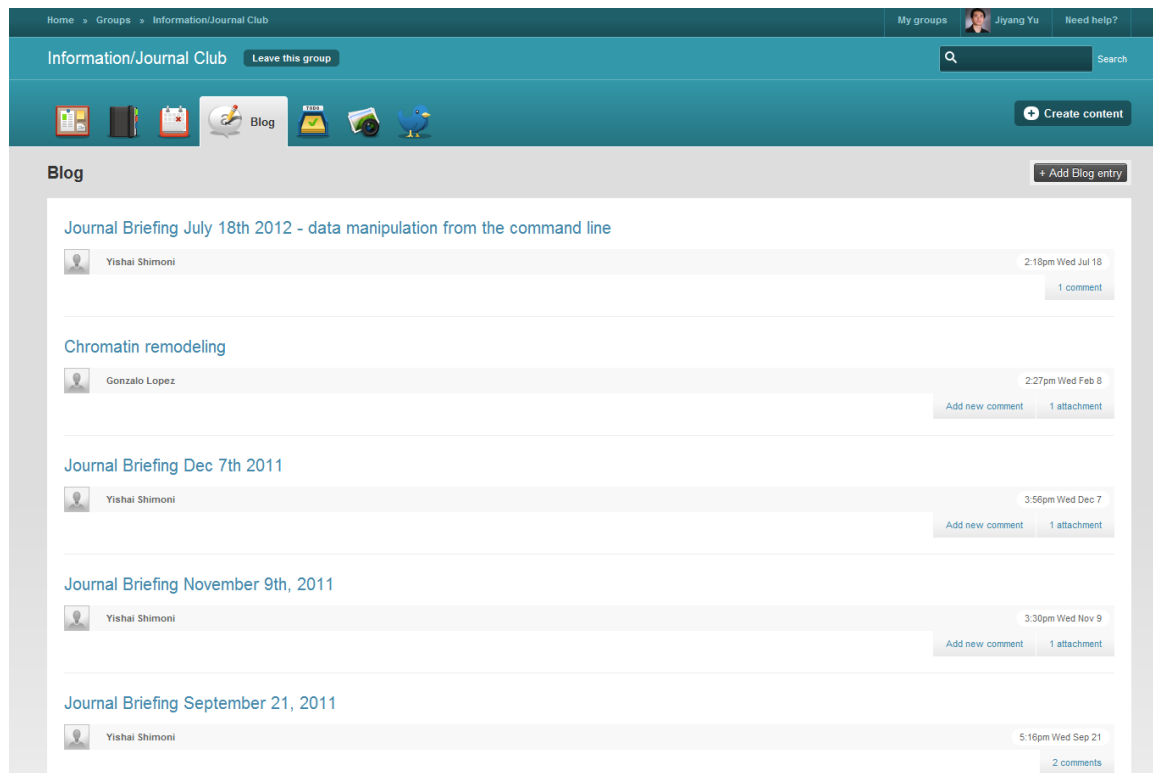 Home » Groups » Information/Journal Club My groups Jiyang Yu Need help?
Information/Journal Club Leave this group Search
Blog TODO Create content
Blog + Add Blog entry
Journal Briefing July 18th 2012 - data manipulation from the command line
Yishai Shimoni 2:18pm Wed Jul 18
1 comment
Chromatin remodeling
Gonzalo Lopez 2:27pm Wed Feb 8
Add new comment 1 attachment
Journal Briefing Dec 7th 2011
Yishai Shimoni 3:56pm Wed Dec 7
Add new comment 1 attachment
Journal Briefing November 9th, 2011
Yishai Shimoni 3:30pm Wed Nov 9
Add new comment 1 attachment
Journal Briefing September 21, 2011
Yishai Shimoni 5:16pm Wed Sep 21
2 comments